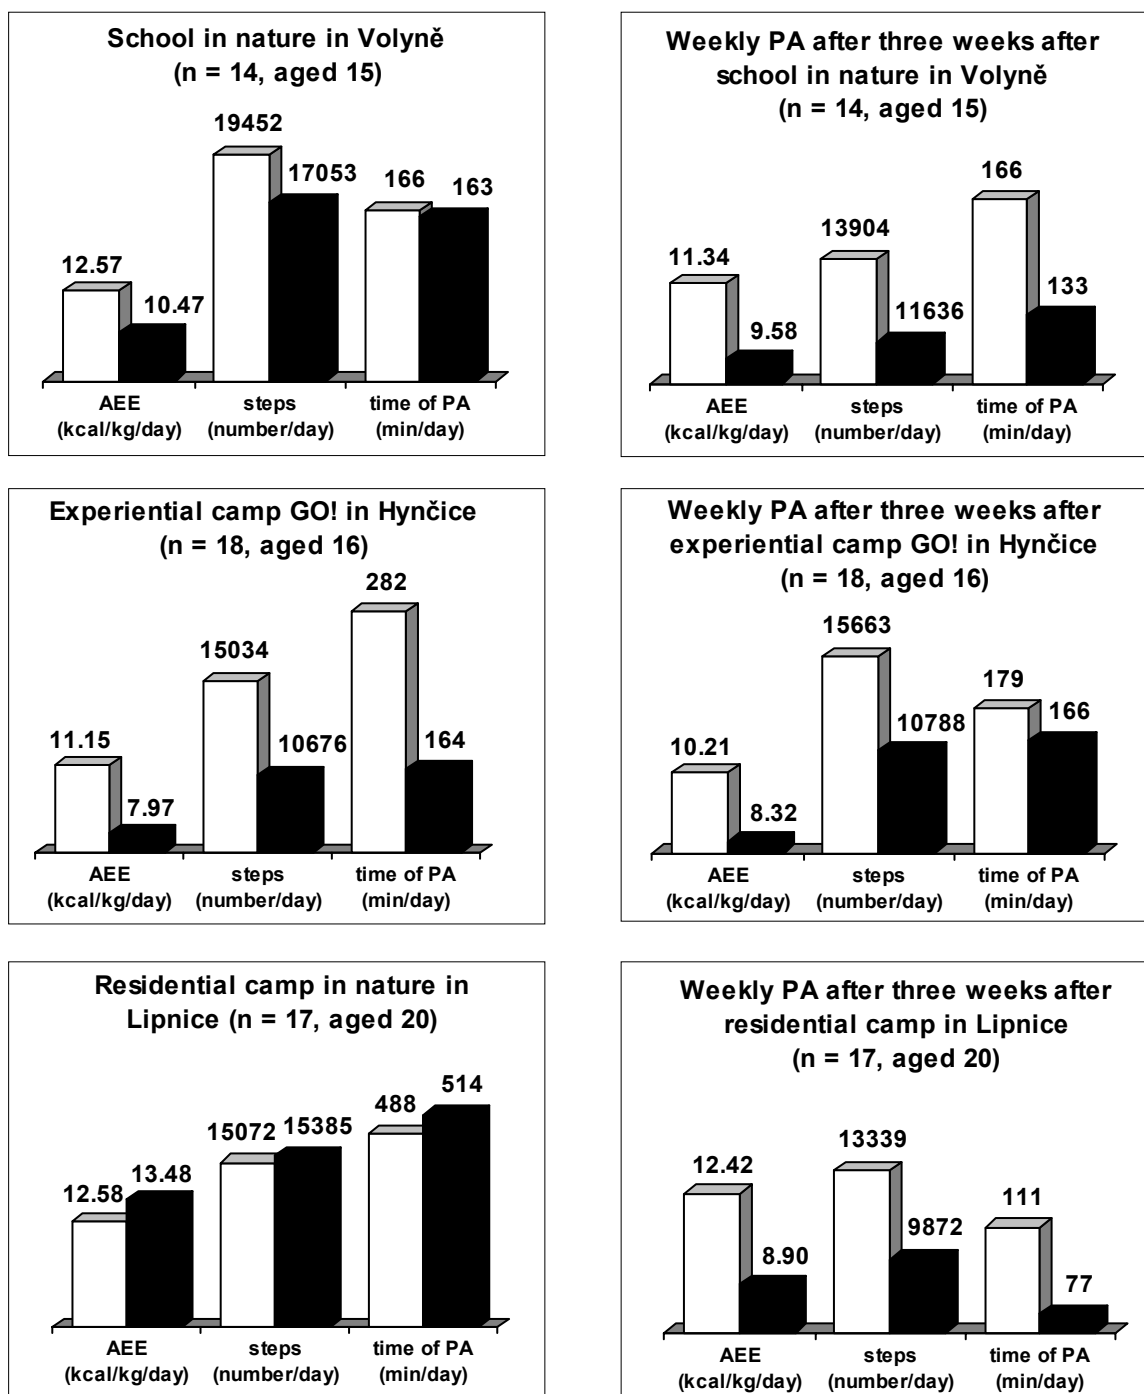 School in nature in Volyně
(n = 14, aged 15)
19452
17053
166
163
12.57
10.47
AEE
(kcal/kg/day)
steps
(number/day)
time of PA
(min/day)
Weekly PA after three weeks after
school in nature in Volyně
(n = 14, aged 15)
166
13904
11.34
133
11636
9.58
AEE
(kcal/kg/day)
steps
(number/day)
time of PA
(min/day)
Experiential camp GO! in Hynčice
(n = 18, aged 16)
282
15034
11.15
10676
164
7.97
AEE
(kcal/kg/day)
steps
(number/day)
time of PA
(min/day)
Weekly PA after three weeks after
experiential camp GO! in Hynčice
(n = 18, aged 16)
15663
179
10788
166
10.21
8.32
AEE
(kcal/kg/day)
steps
(number/day)
time of PA
(min/day)
Residential camp in nature in
Lipnice (n = 17, aged 20)
514
488
15072
15385
12.58
13.48
AEE
(kcal/kg/day)
steps
(number/day)
time of PA
(min/day)
Weekly PA after three weeks after
residential camp in Lipnice
(n = 17, aged 20)
13339
12.42
111
9872
8.90
77
AEE
(kcal/kg/day)
steps
(number/day)
time of PA
(min/day)